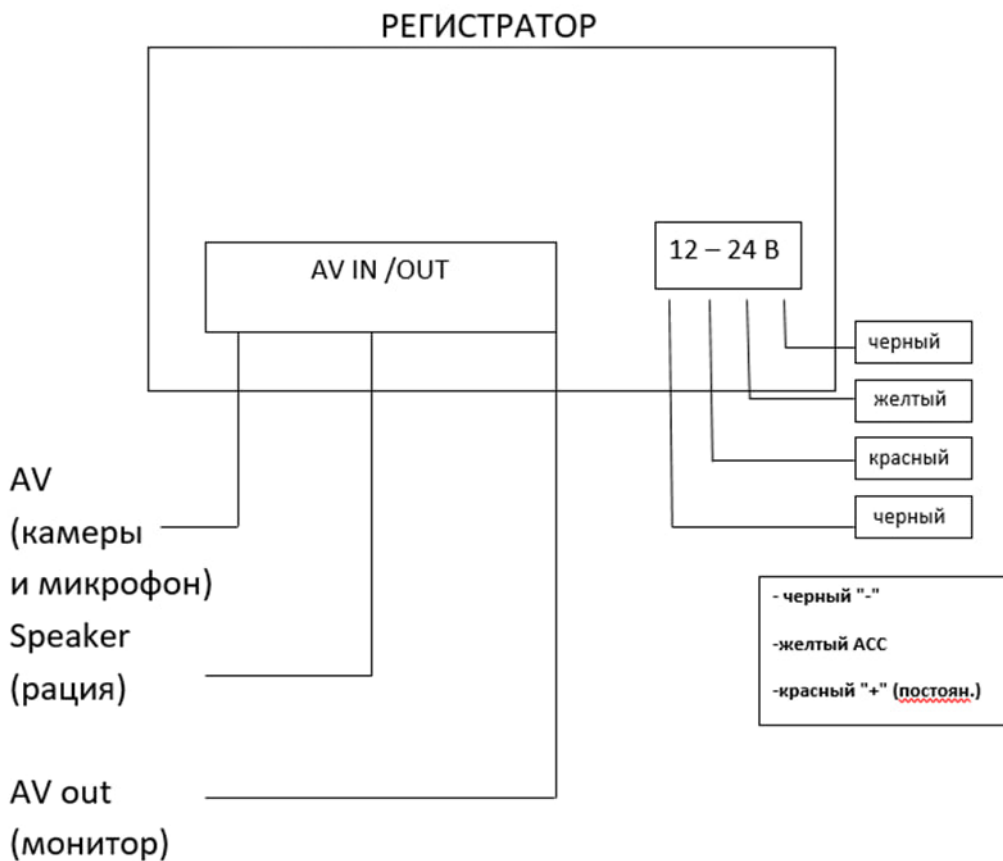 РЕГИСТРАТОР
AV IN /OUT
12 – 24 В
черный
желтый
красный
черный
AV
(камеры
и микрофон)
Speaker
(рация)
AV out
(монитор)
- черный "-"
-желтый АСС
-красный "+" (постоян.)